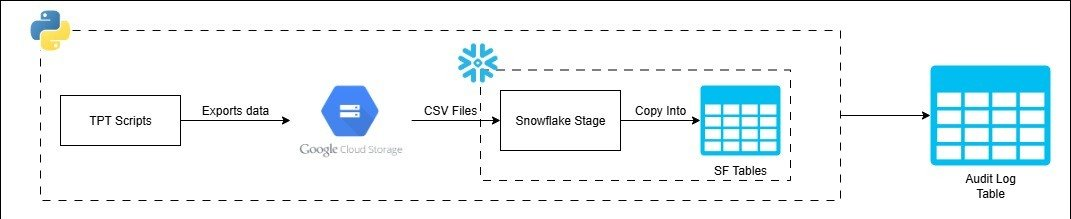 TPT Scripts
Exports data
Google Cloud Storage
CSV Files
Snowflake Stage
Copy Into
SF Tables
Audit Log
Table